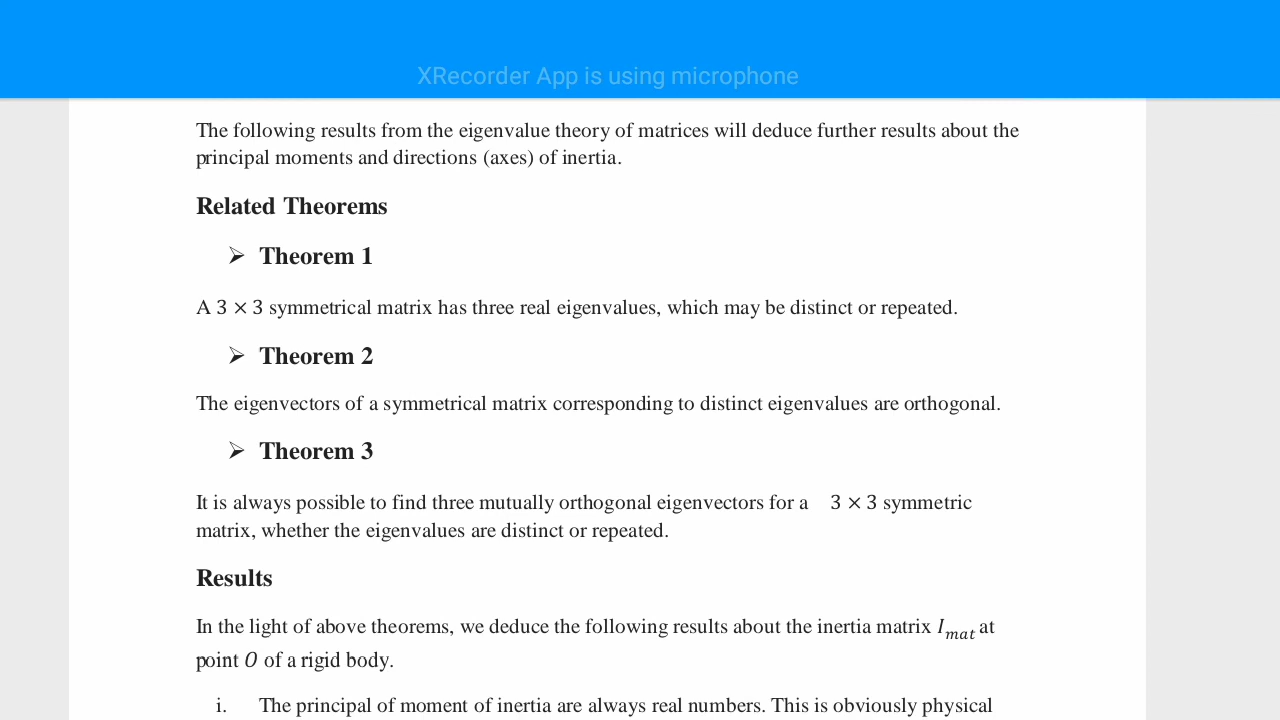 XRecorder App is using microphone
The following results from the eigenvalue theory of matrices will deduce further results about the
principal moments and directions (axes) of inertia.
Related Theorems
➢ Theorem 1
A 3 × 3 symmetrical matrix has three real eigenvalues, which may be distinct or repeated.
➢ Theorem 2
The eigenvectors of a symmetrical matrix corresponding to distinct eigenvalues are orthogonal.
➢ Theorem 3
It is always possible to find three mutually orthogonal eigenvectors for a 3 × 3 symmetric
matrix, whether the eigenvalues are distinct or repeated.
Results
In the light of above theorems, we deduce the following results about the inertia matrix I_mat at
point O of a rigid body.
i. The principal of moment of inertia are always real numbers. This is obviously physical